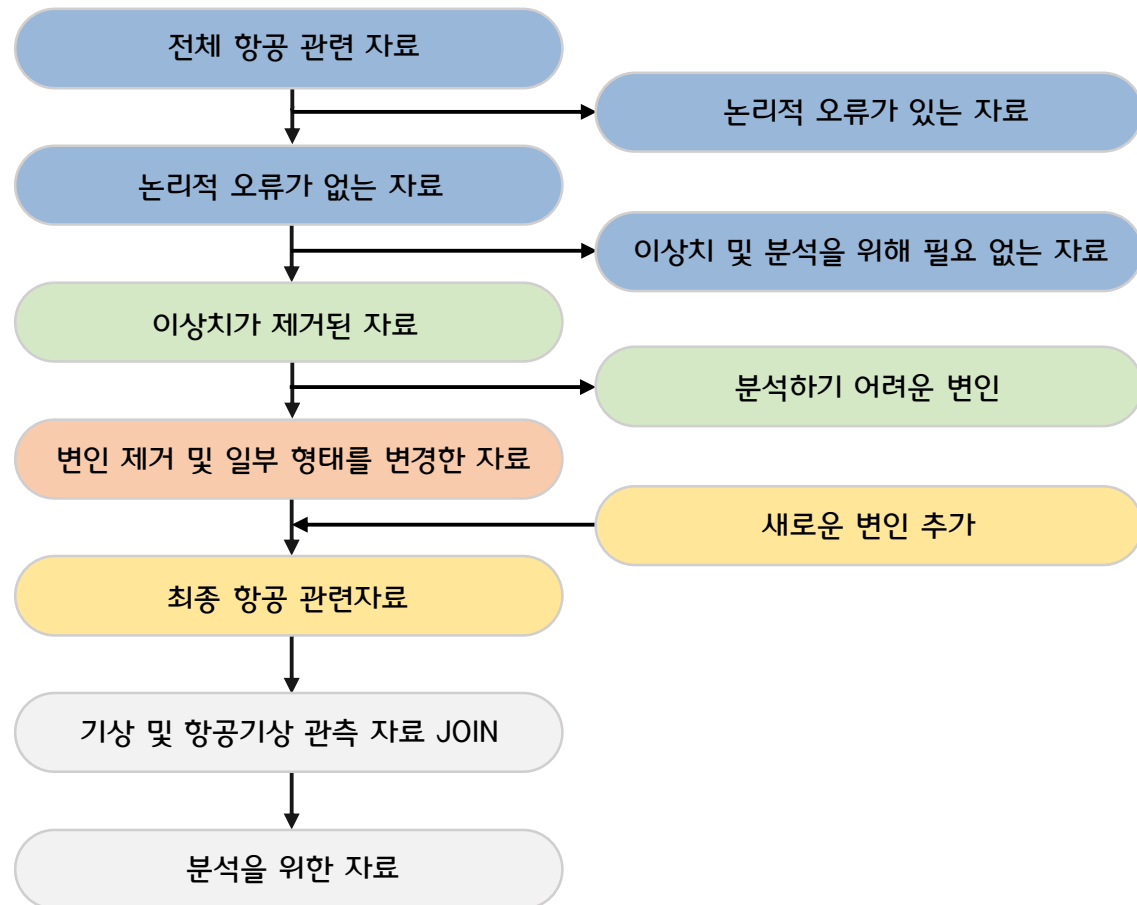 전체 항공 관련 자료
논리적 오류가 있는 자료
논리적 오류가 없는 자료
이상치 및 분석을 위해 필요 없는 자료
이상치가 제거된 자료
분석하기 어려운 변인
변인 제거 및 일부 형태를 변경한 자료
새로운 변인 추가
최종 항공 관련자료
기상 및 항공기상 관측 자료 JOIN
분석을 위한 자료